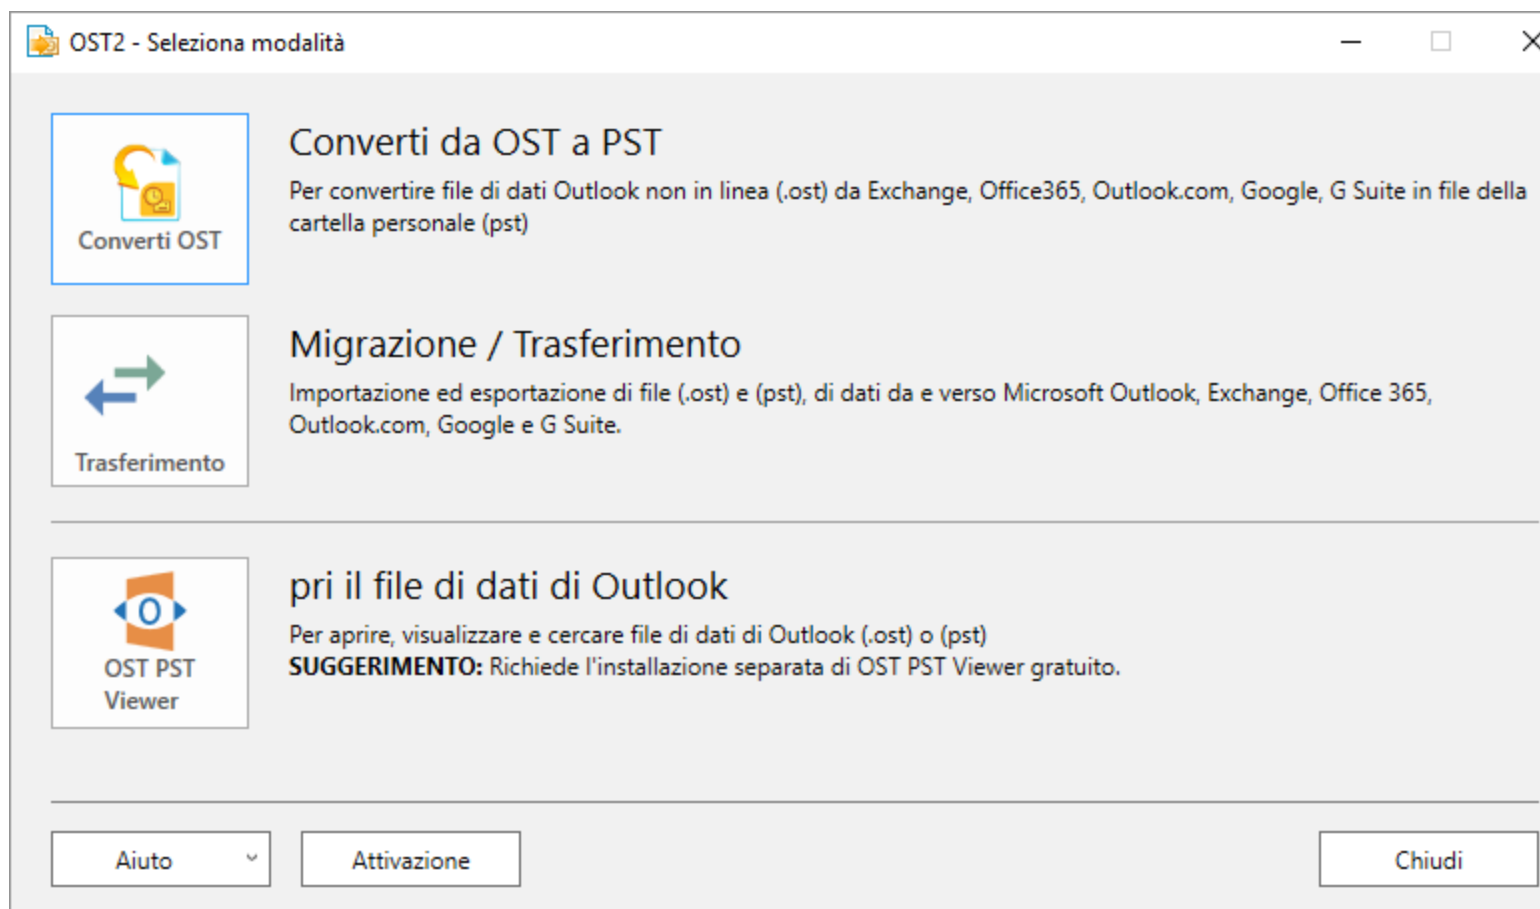 OST2 - Seleziona modalità
Converti OST
Converti da OST a PST
Per convertire file di dati Outlook non in linea (.ost) da Exchange, Office365, Outlook.com, Google, G Suite in file della
cartella personale (pst)
Trasferimento
Migrazione / Trasferimento
Importazione ed esportazione di file (.ost) e (pst), di dati da e verso Microsoft Outlook, Exchange, Office 365,
Outlook.com, Google e G Suite.
OST PST
Viewer
pri il file di dati di Outlook
Per aprire, visualizzare e cercare file di dati di Outlook (.ost) o (pst)
SUGGERIMENTO: Richiede l'installazione separata di OST PST Viewer gratuito.
Aiuto
Attivazione
Chiudi